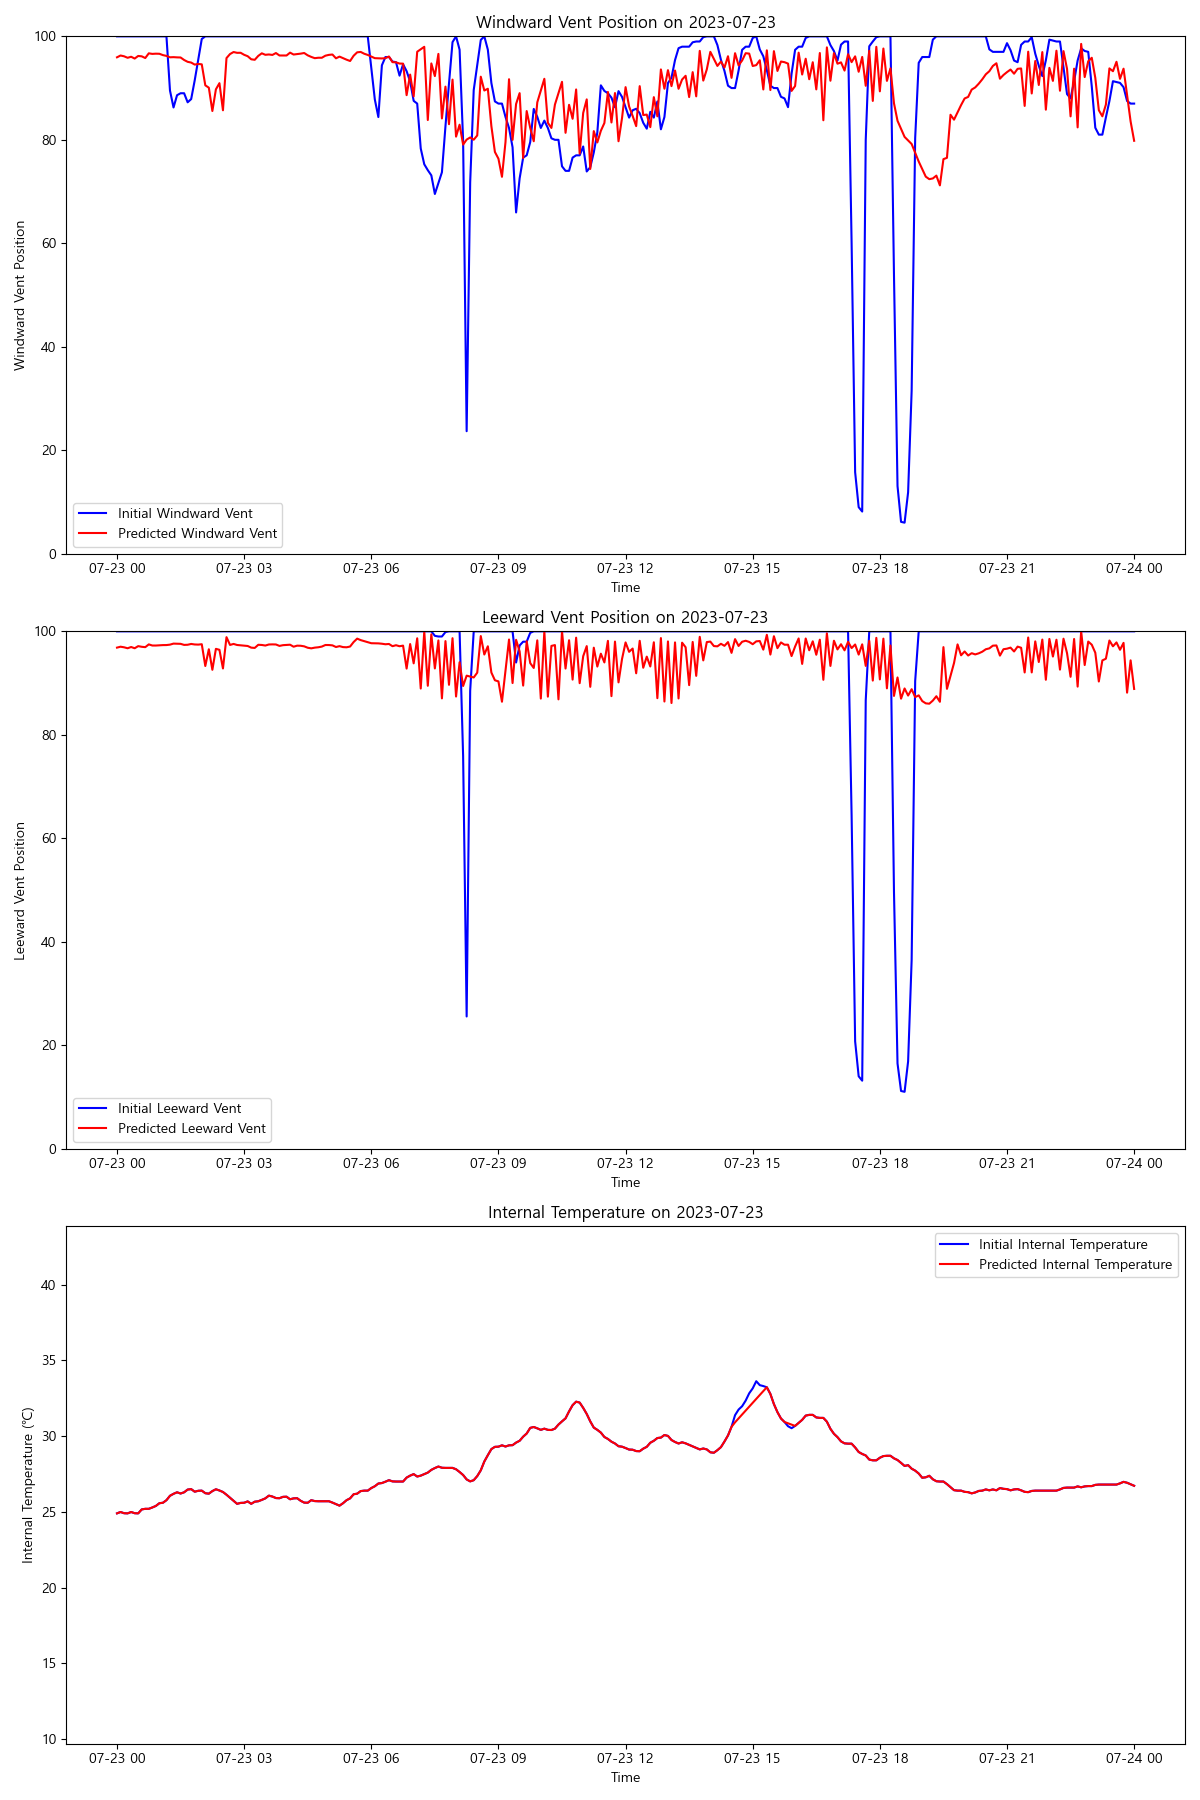 Windward Vent Position on 2023-07-23
100
80
60
40
20
0
Windward Vent Position
Initial Windward Vent
Predicted Windward Vent
07-23 00 07-23 03 07-23 06 07-23 09 07-23 12 07-23 15 07-23 18 07-23 21 07-24 00
Time
Leeward Vent Position on 2023-07-23
100
80
60
40
20
0
Leeward Vent Position
Initial Leeward Vent
Predicted Leeward Vent
07-23 00 07-23 03 07-23 06 07-23 09 07-23 12 07-23 15 07-23 18 07-23 21 07-24 00
Time
Internal Temperature on 2023-07-23
Initial Internal Temperature
Predicted Internal Temperature
40
35
30
25
20
15
10
Internal Temperature (℃)
07-23 00 07-23 03 07-23 06 07-23 09 07-23 12 07-23 15 07-23 18 07-23 21 07-24 00
Time